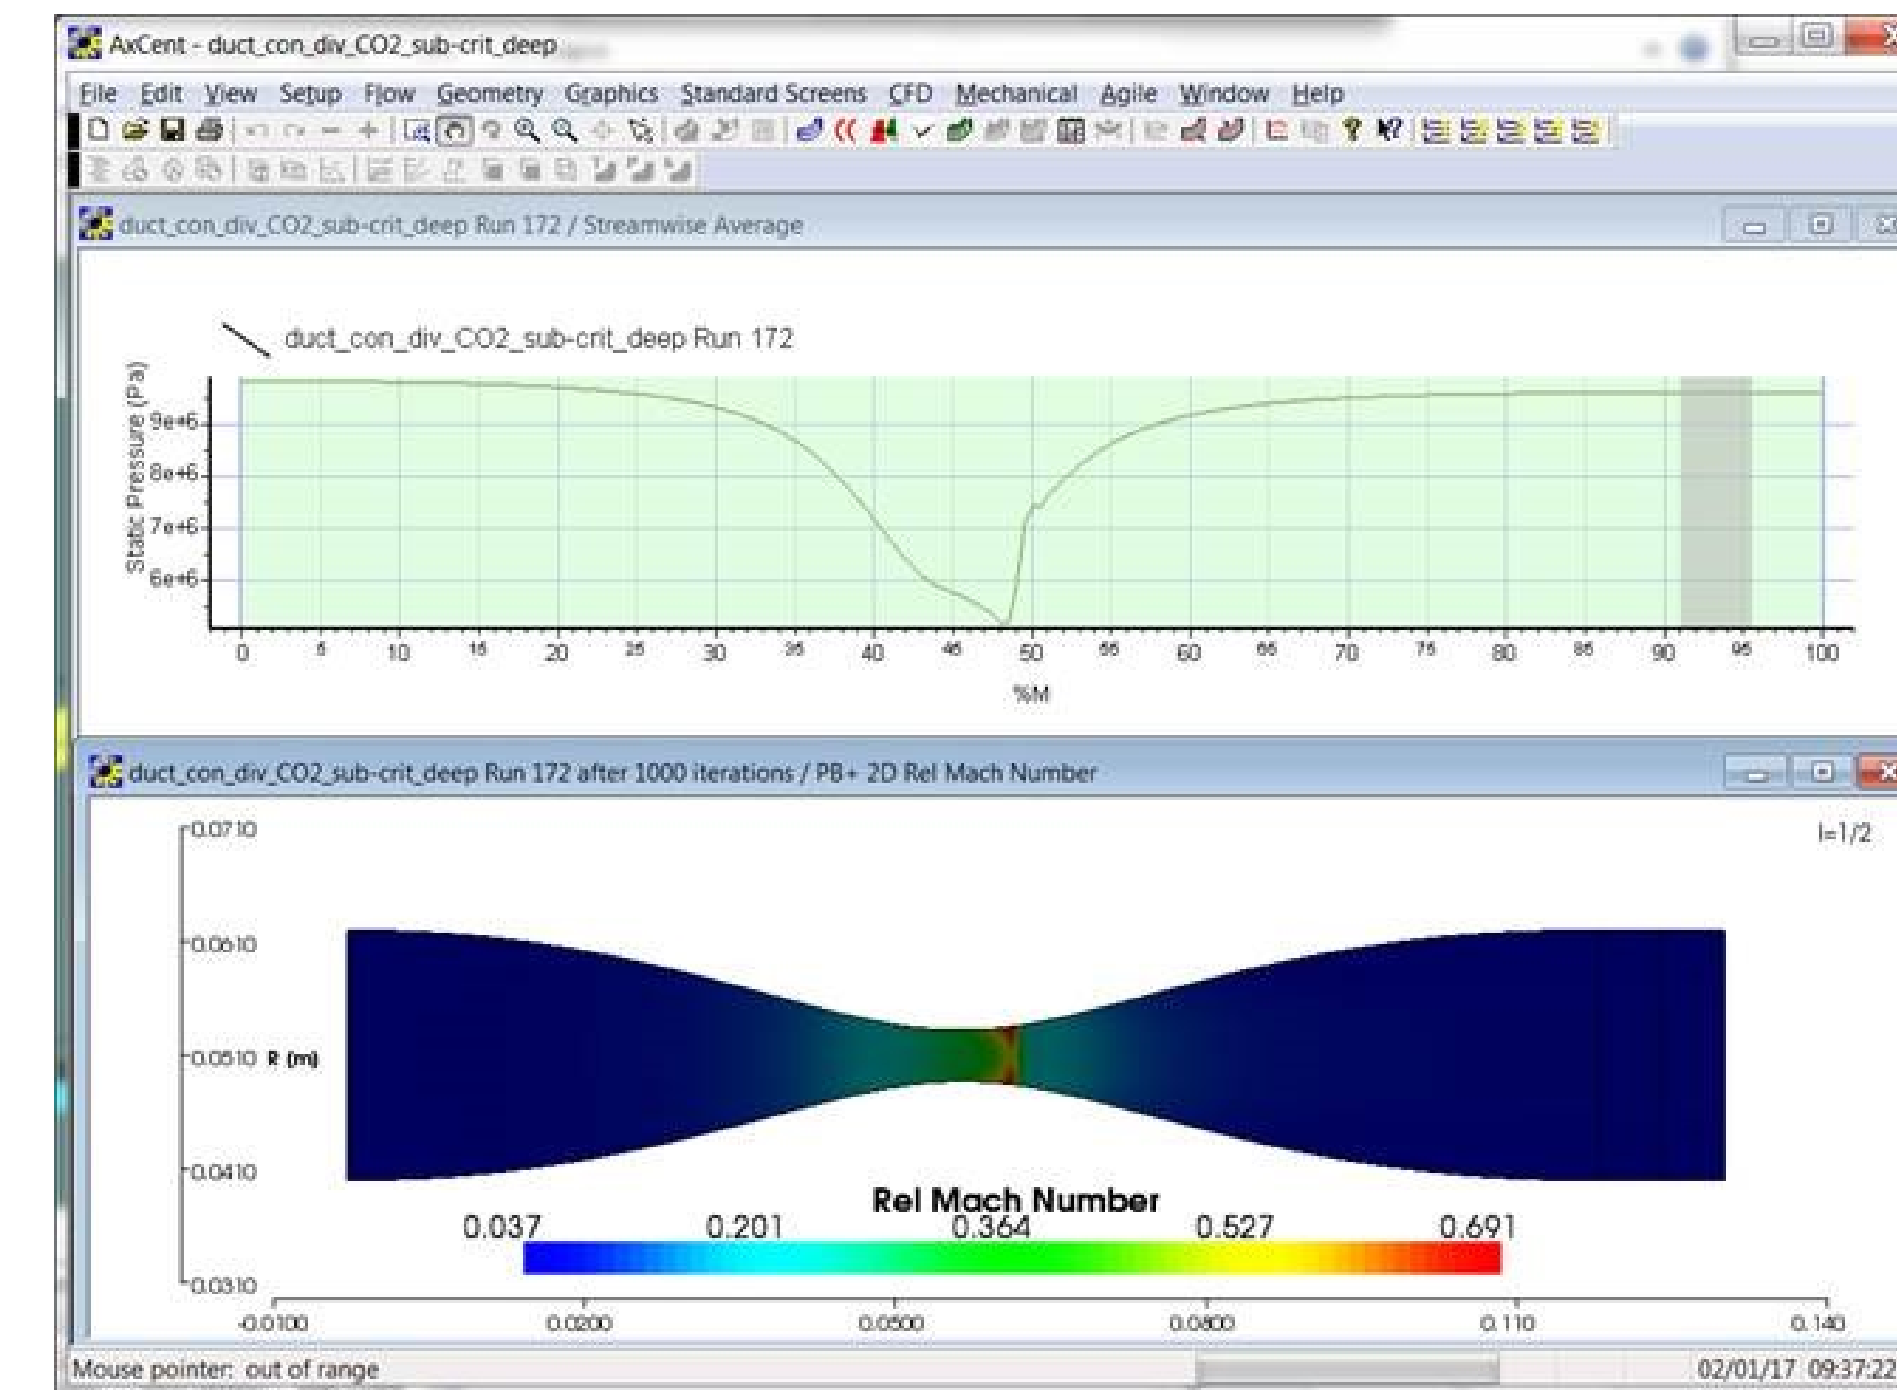 AxCent - duct_con_div_CO2_sub-crit_deep
File Edit View Setup Flow Geometry Graphics Standard Screens CFD Mechanical Agile Window Help
duct_con_div_CO2_sub-crit_deep Run 172 / Streamwise Average
duct_con_div_CO2_sub-crit_deep Run 172
Static Pressure (Pa)
9e+6
8e+6
7e+6
6e+6
0 5 10 15 20 25 30 35 40 45 50 55 60 65 70 75 80 85 90 95 100
%M
duct_con_div_CO2_sub-crit_deep Run 172 after 1000 iterations / PB+ 2D Rel Mach Number
0.0710
I=1/2
0.0610
0.0510 R (m)
0.0410
Rel Mach Number
0.037 0.201 0.364 0.527 0.691
0.0310
-0.0100 0.0200 0.0500 0.0800 0.110 0.140
Mouse pointer: out of range
02/01/17 09:37:22